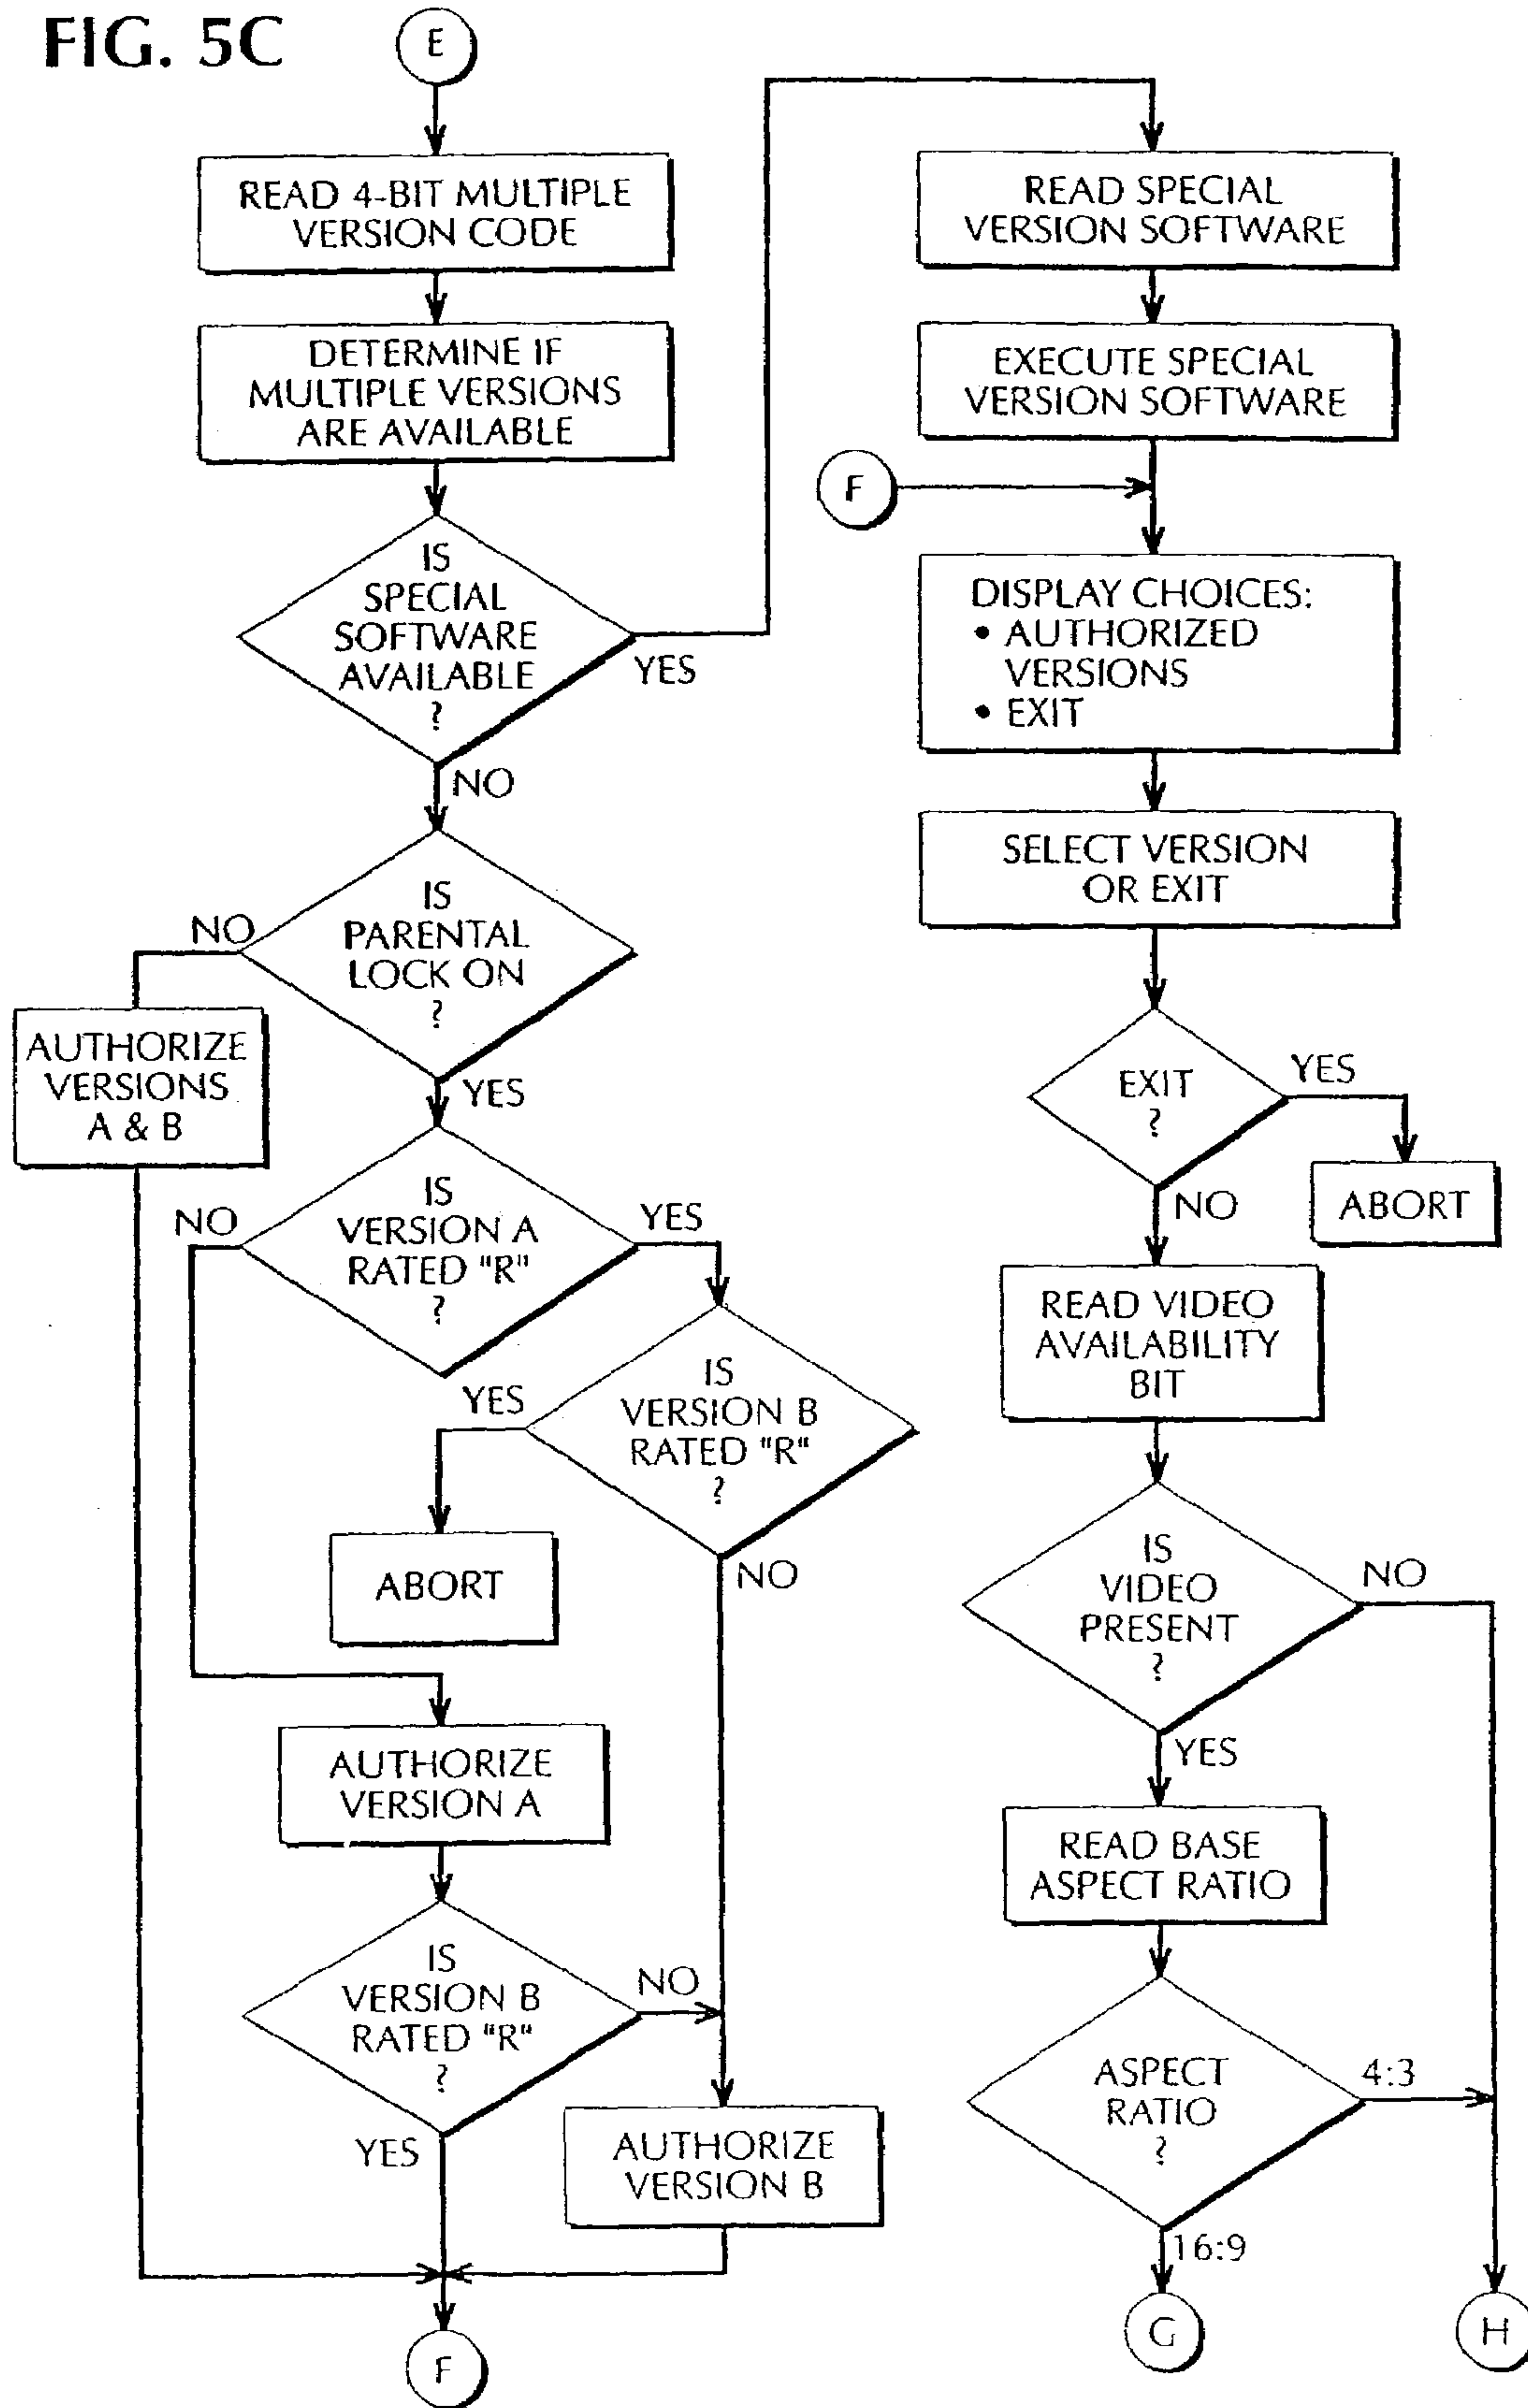 FIG. 5C
E
READ 4-BIT MULTIPLE
VERSION CODE
DETERMINE IF
MULTIPLE VERSIONS
ARE AVAILABLE
IS
SPECIAL
SOFTWARE
AVAILABLE
?
YES
NO
IS
PARENTAL
LOCK ON
?
NO
AUTHORIZE
VERSIONS
A & B
YES
IS
VERSION A
RATED "R"
?
NO
YES
IS
VERSION B
RATED "R"
?
YES
ABORT
NO
AUTHORIZE
VERSION A
IS
VERSION B
RATED "R"
?
NO
YES
AUTHORIZE
VERSION B
F
READ SPECIAL
VERSION SOFTWARE
EXECUTE SPECIAL
VERSION SOFTWARE
F
DISPLAY CHOICES:
• AUTHORIZED
VERSIONS
• EXIT
SELECT VERSION
OR EXIT
EXIT
?
YES
ABORT
NO
READ VIDEO
AVAILABILITY
BIT
IS
VIDEO
PRESENT
?
NO
YES
READ BASE
ASPECT RATIO
ASPECT
RATIO
?
4:3
16:9
G
H